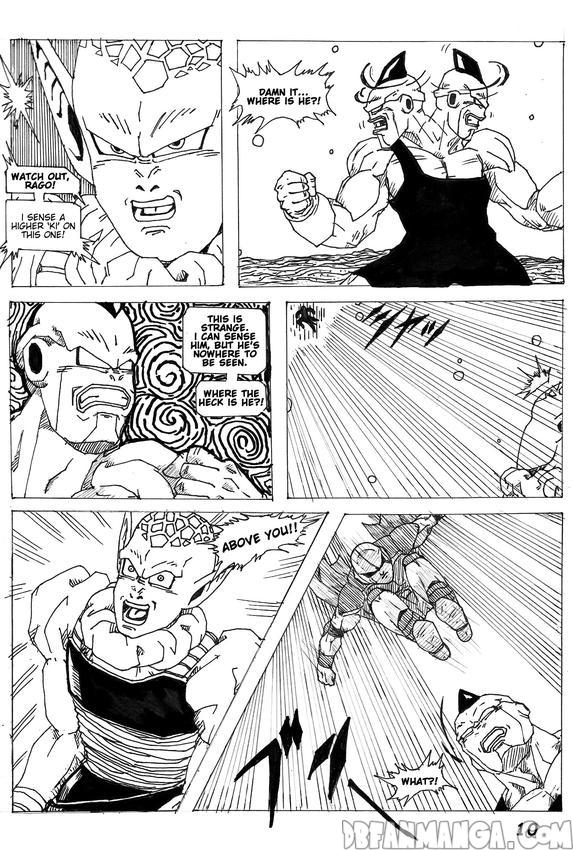 WATCH OUT,
RAGO!
I SENSE A
HIGHER 'KI' ON
THIS ONE!
DAMN IT...
WHERE IS HE?!
THIS IS
STRANGE.
I CAN SENSE
HIM, BUT HE'S
NOWHERE TO
BE SEEN.
WHERE THE
HECK IS HE?!
ABOVE YOU!!
WHAT?!
10
DBFANMANGA.COM